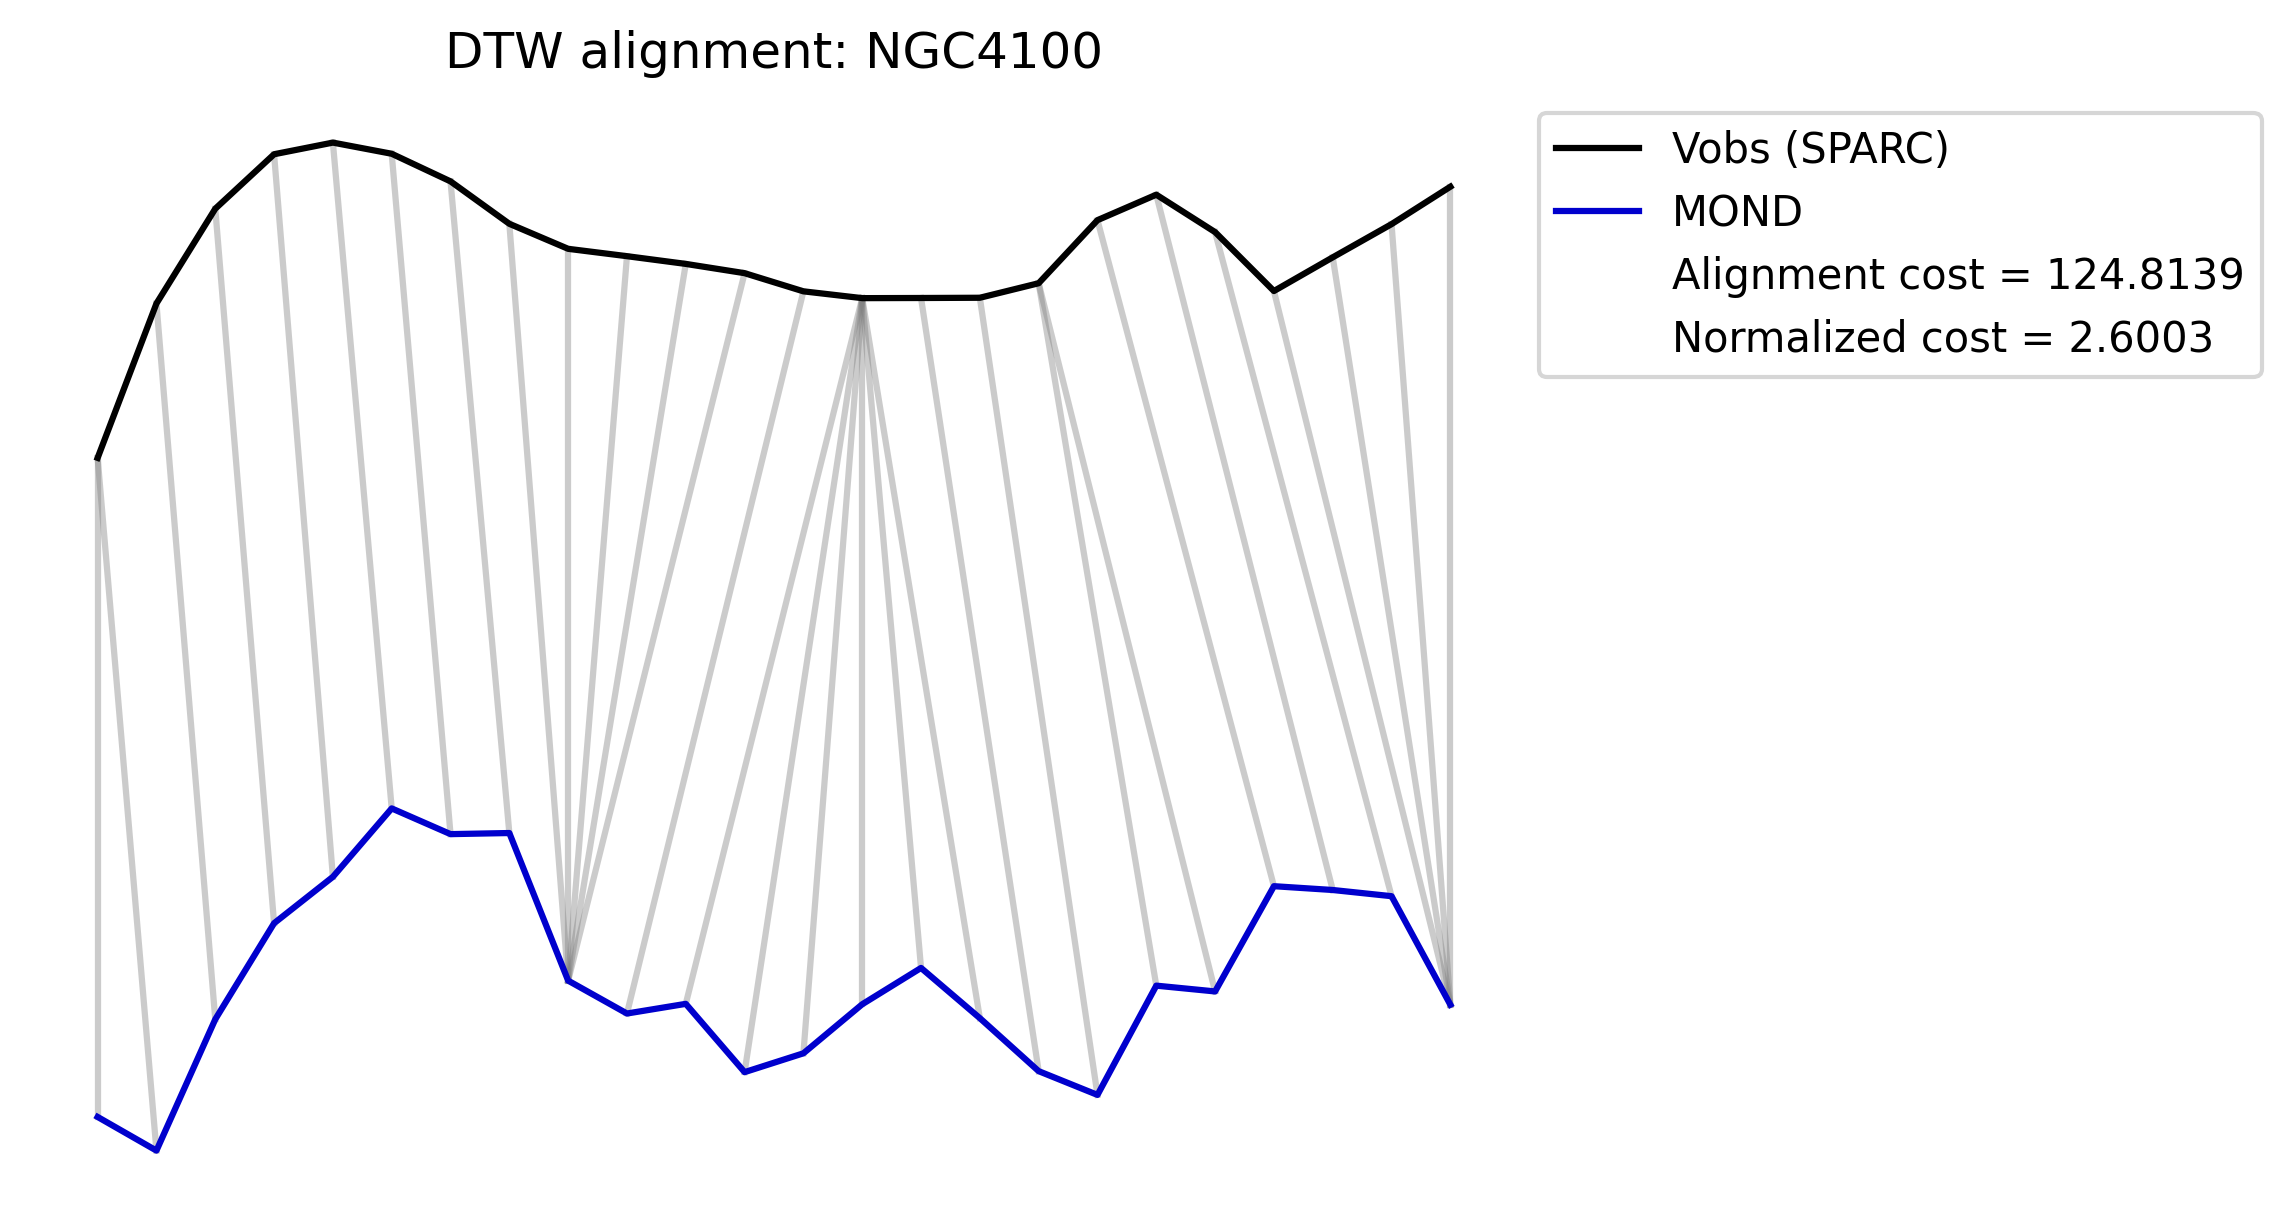 DTW alignment: NGC4100
Vobs (SPARC)
MOND
Alignment cost = 124.8139
Normalized cost = 2.6003